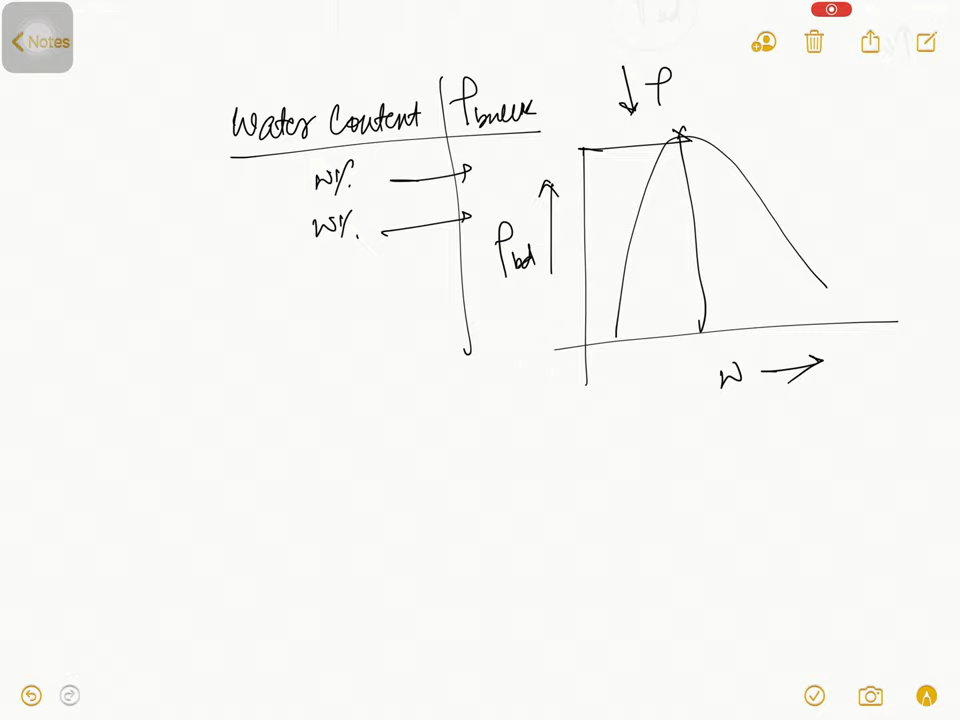 Notes
Water Content ρbulk
w%
w%
↓ρ
ρbd
w →